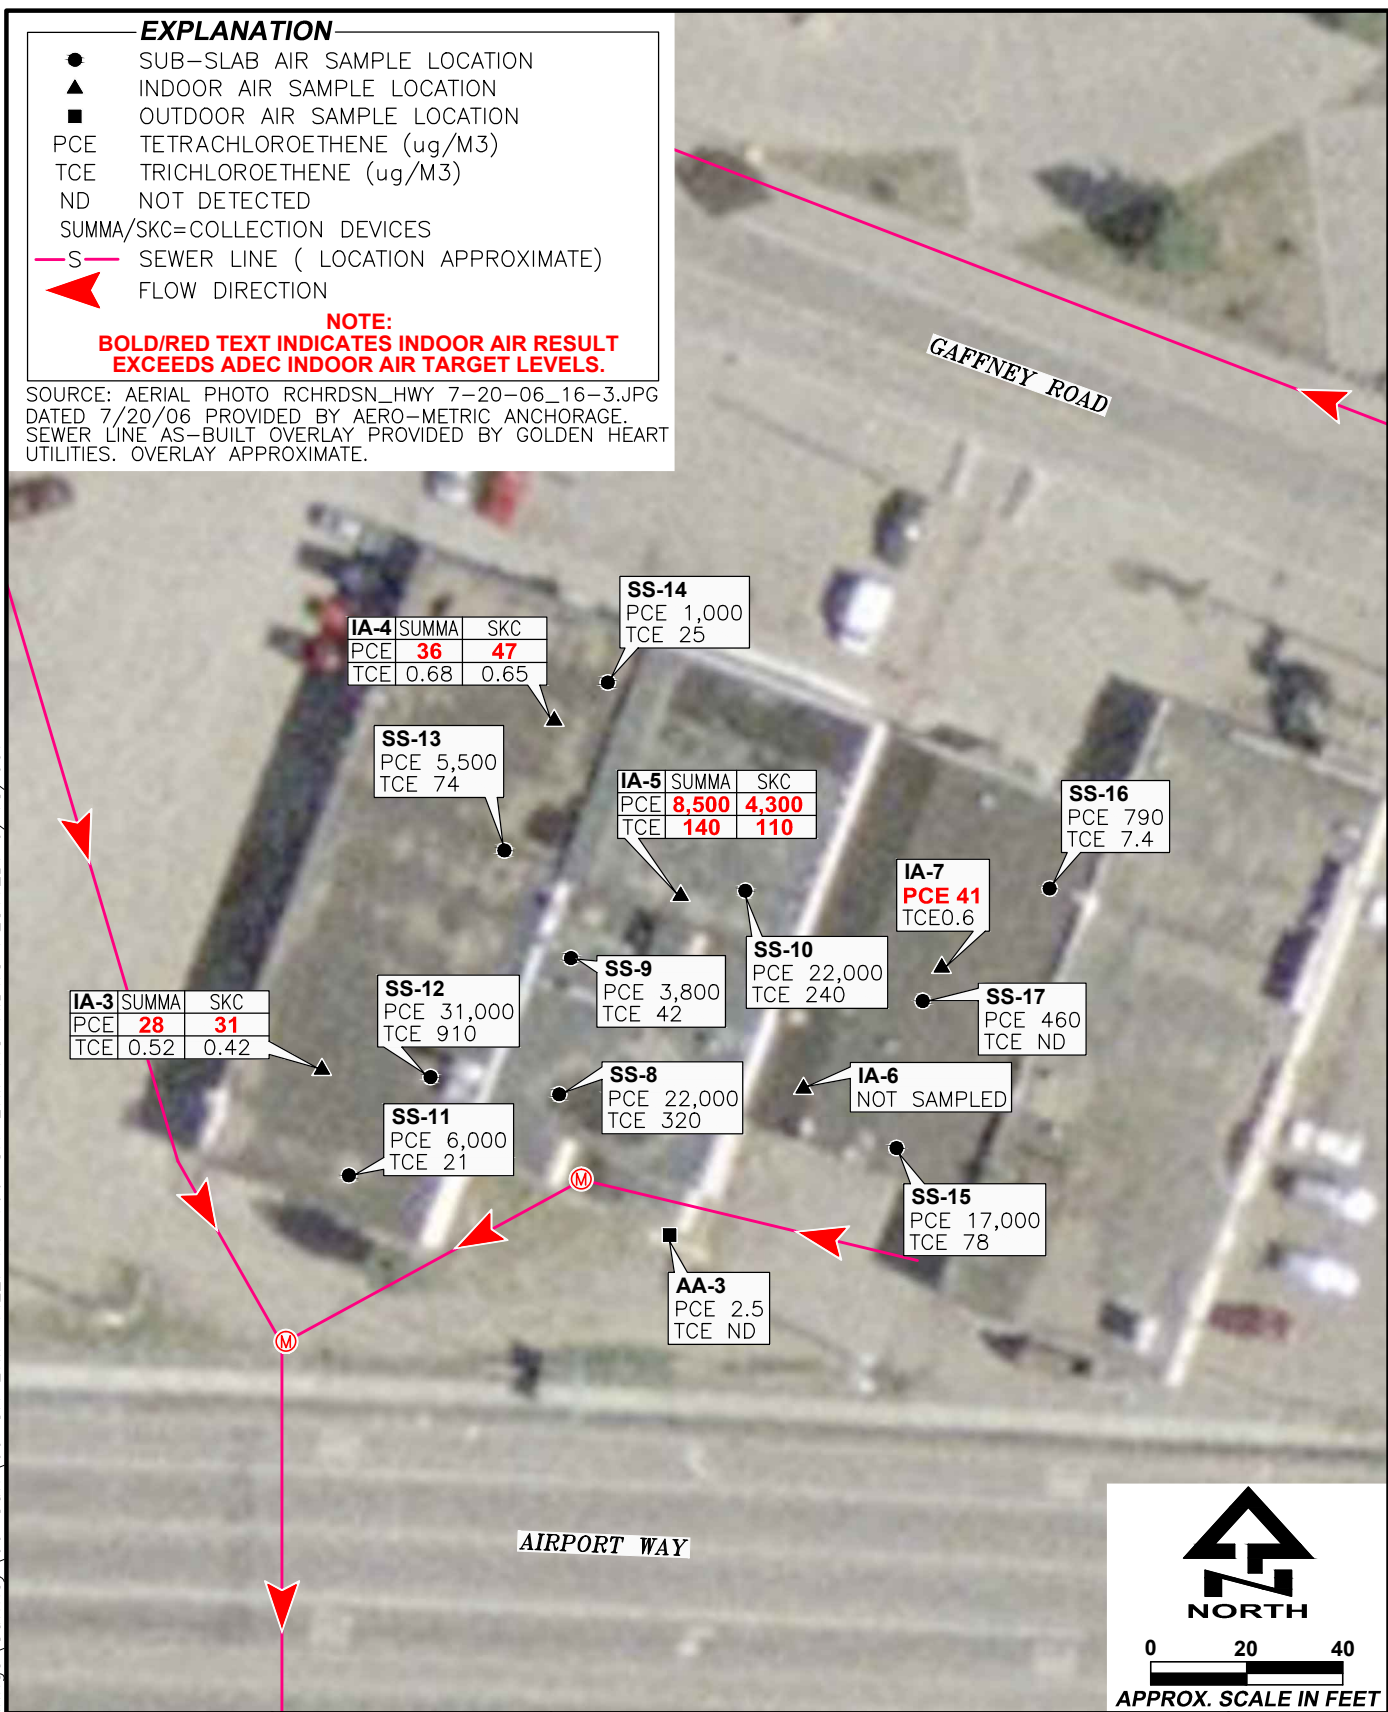 EXPLANATION
SUB-SLAB AIR SAMPLE LOCATION
INDOOR AIR SAMPLE LOCATION
OUTDOOR AIR SAMPLE LOCATION
PCE TETRACHLOROETHENE (ug/M3)
TCE TRICHLOROETHENE (ug/M3)
ND NOT DETECTED
SUMMA/SKC=COLLECTION DEVICES
S SEWER LINE ( LOCATION APPROXIMATE)
FLOW DIRECTION
NOTE:
BOLD/RED TEXT INDICATES INDOOR AIR RESULT
EXCEEDS ADEC INDOOR AIR TARGET LEVELS.
SOURCE: AERIAL PHOTO RCHRDSN_HWY 7-20-06_16-3.JPG
DATED 7/20/06 PROVIDED BY AERO-METRIC ANCHORAGE.
SEWER LINE AS-BUILT OVERLAY PROVIDED BY GOLDEN HEART
UTILITIES. OVERLAY APPROXIMATE.
GAFFNEY ROAD
SS-14
PCE 1,000
TCE 25
IA-4 SUMMA SKC
PCE 36 47
TCE 0.68 0.65
SS-13
PCE 5,500
TCE 74
IA-5 SUMMA SKC
PCE 8,500 4,300
TCE 140 110
SS-16
PCE 790
TCE 7.4
IA-7
PCE 41
TCE0.6
SS-10
PCE 22,000
TCE 240
SS-9
PCE 3,800
TCE 42
SS-12
PCE 31,000
TCE 910
SS-17
PCE 460
TCE ND
IA-3 SUMMA SKC
PCE 28 31
TCE 0.52 0.42
SS-8
PCE 22,000
TCE 320
IA-6
NOT SAMPLED
SS-11
PCE 6,000
TCE 21
M
SS-15
PCE 17,000
TCE 78
AA-3
PCE 2.5
TCE ND
M
AIRPORT WAY
NORTH
0 20 40
APPROX. SCALE IN FEET